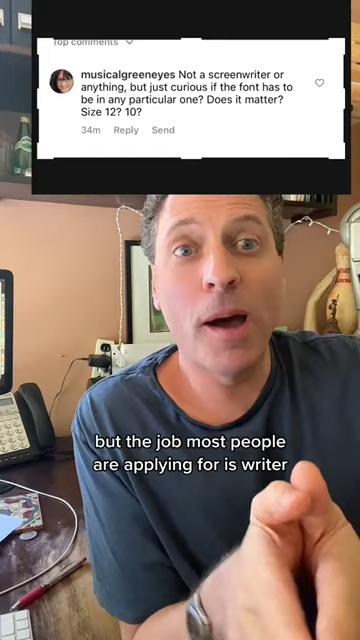 Top comments
musicalgreeneyes Not a screenwriter or
anything, but just curious if the font has to
be in any particular one? Does it matter?
Size 12? 10?
34m Reply Send
but the job most people
are applying for is writer